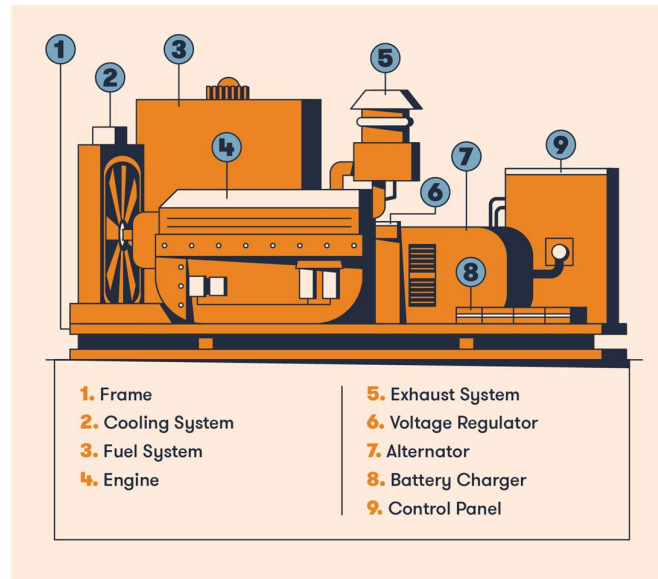 1
2
3
4
5
6
7
8
9
1. Frame
2. Cooling System
3. Fuel System
4. Engine
5. Exhaust System
6. Voltage Regulator
7. Alternator
8. Battery Charger
9. Control Panel